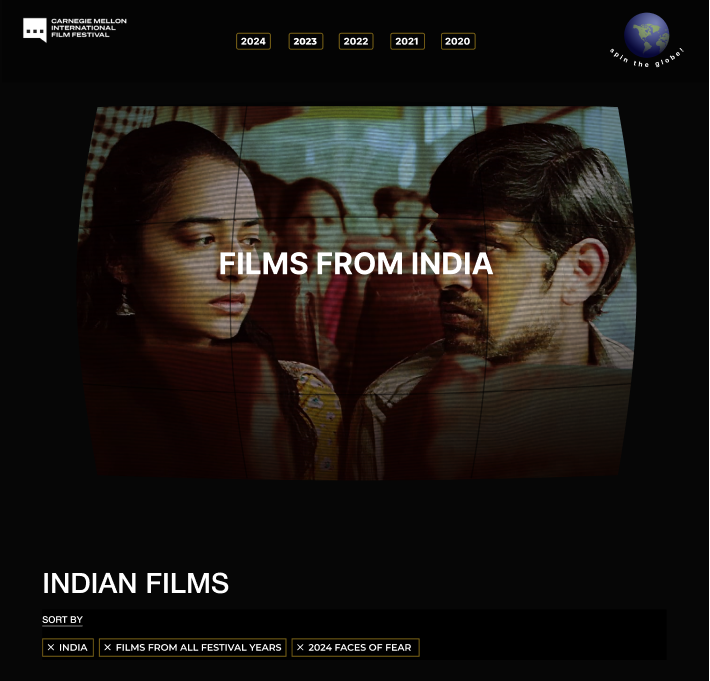 CARNEGIE MELLON
INTERNATIONAL
FILM FESTIVAL
2024 2023 2022 2021 2020
spin the globe!
FILMS FROM INDIA
INDIAN FILMS
SORT BY
× INDIA × FILMS FROM ALL FESTIVAL YEARS × 2024 FACES OF FEAR